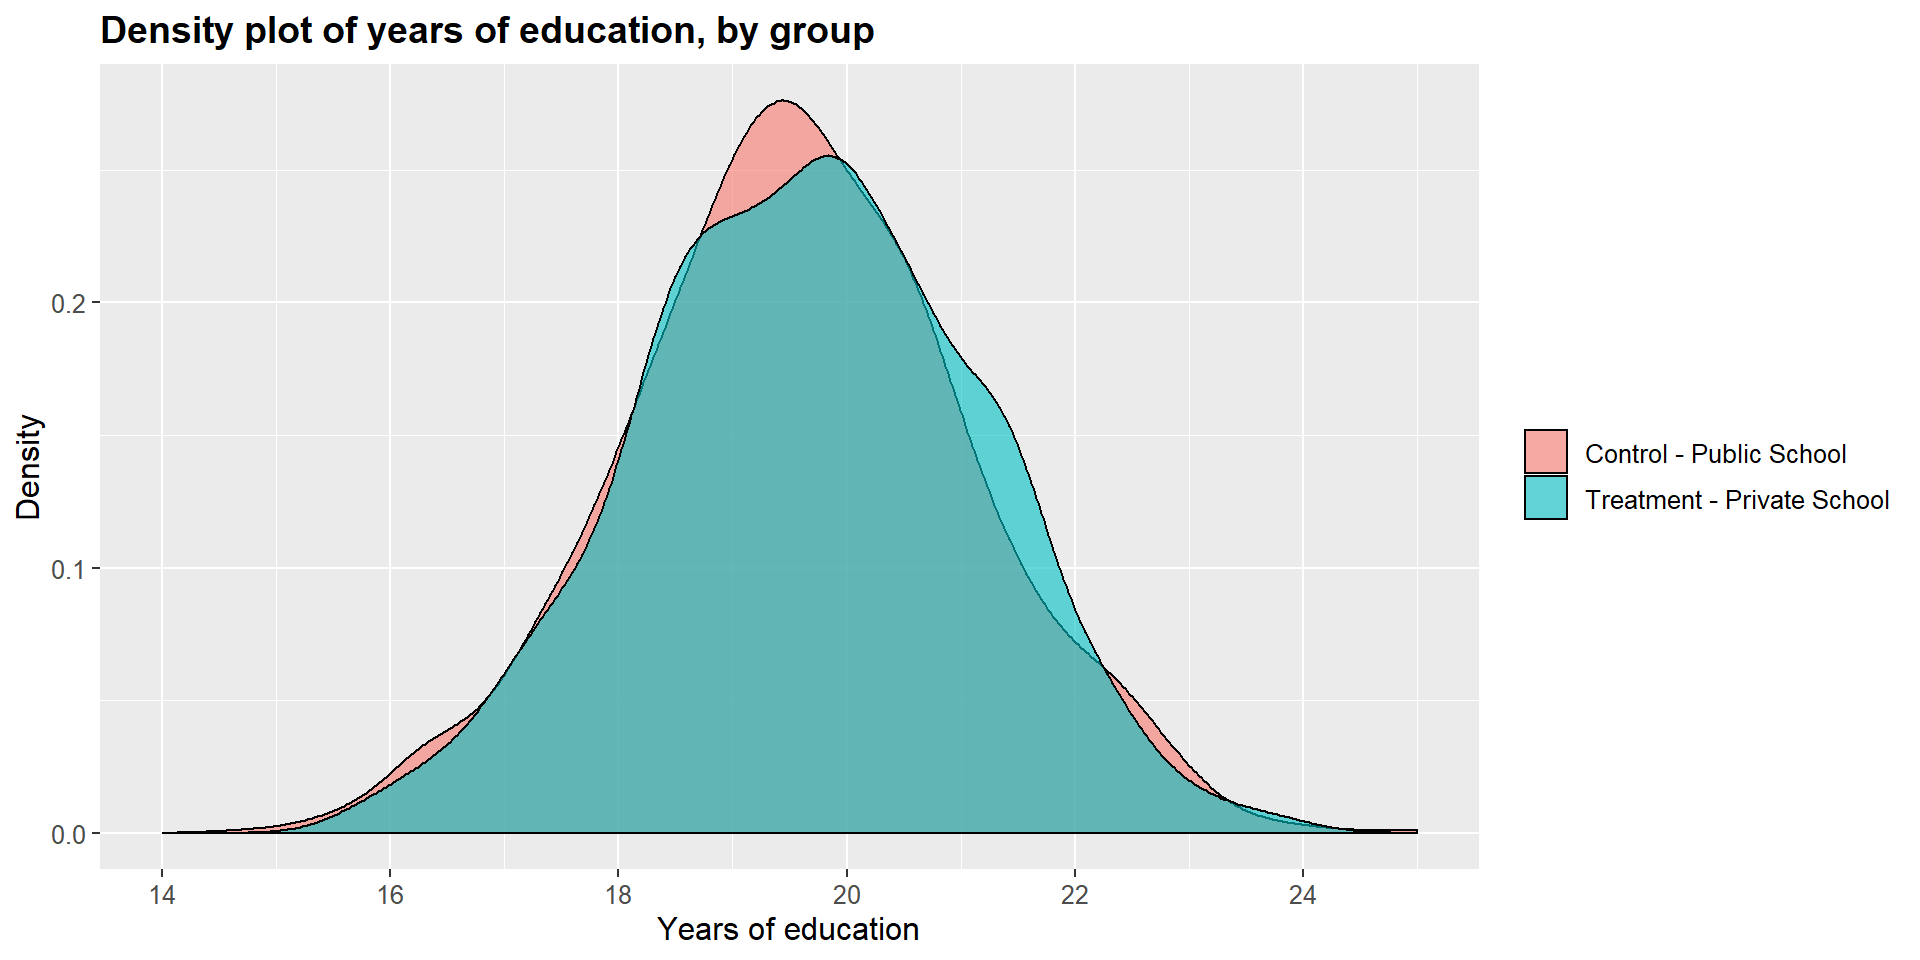 Density plot of years of education, by group
Density
0.2
0.1
0.0
14 16 18 20 22 24
Years of education
Control - Public School
Treatment - Private School